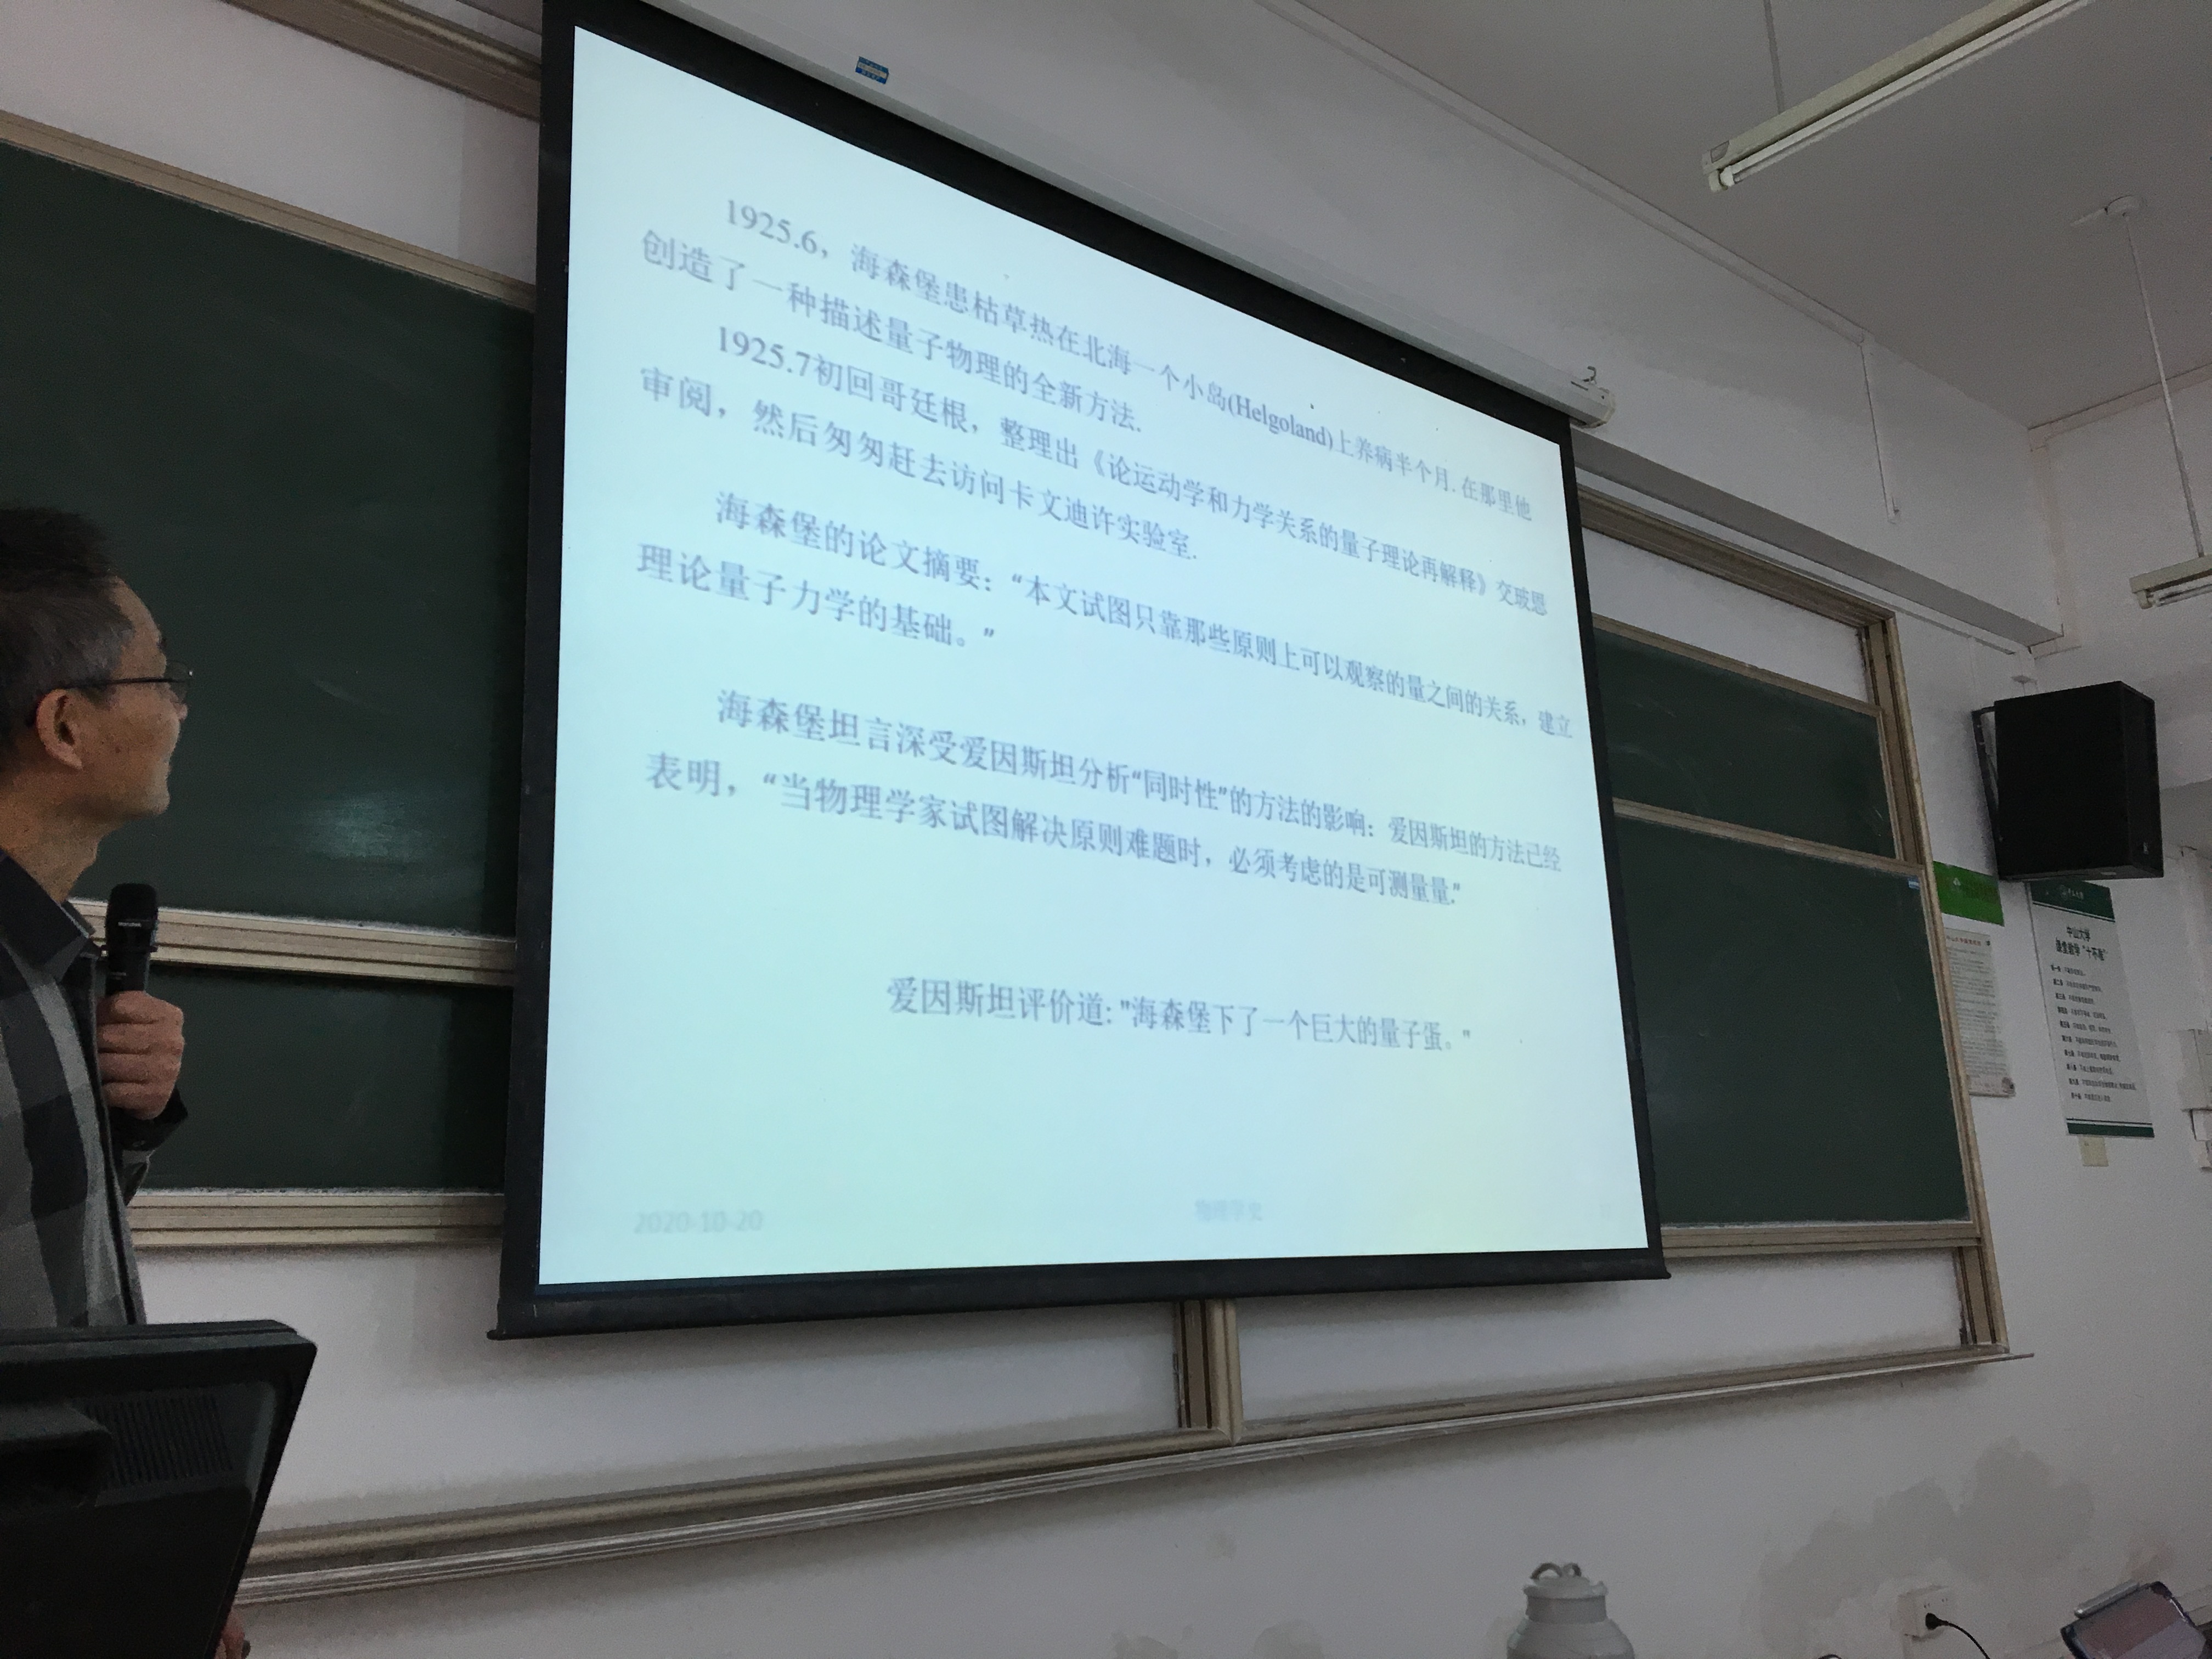 1925.6，海森堡患枯草热在北海一个小岛(Helgoland)上养病半个月. 在那里他
创造了一种描述量子物理的全新方法.
1925.7初回哥廷根，整理出《论运动学和力学关系的量子理论再解释》交玻恩
审阅，然后匆匆赶去访问卡文迪许实验室.
海森堡的论文摘要：“本文试图只靠那些原则上可以观察的量之间的关系，建立
理论量子力学的基础。”
海森堡坦言深受爱因斯坦分析“同时性”的方法的影响：爱因斯坦的方法已经
表明，“当物理学家试图解决原则难题时，必须考虑的是可测量量.”
爱因斯坦评价道:"海森堡下了一个巨大的量子蛋。"
2020-10-20
物理学史
中山大学
课堂教学“十不准”